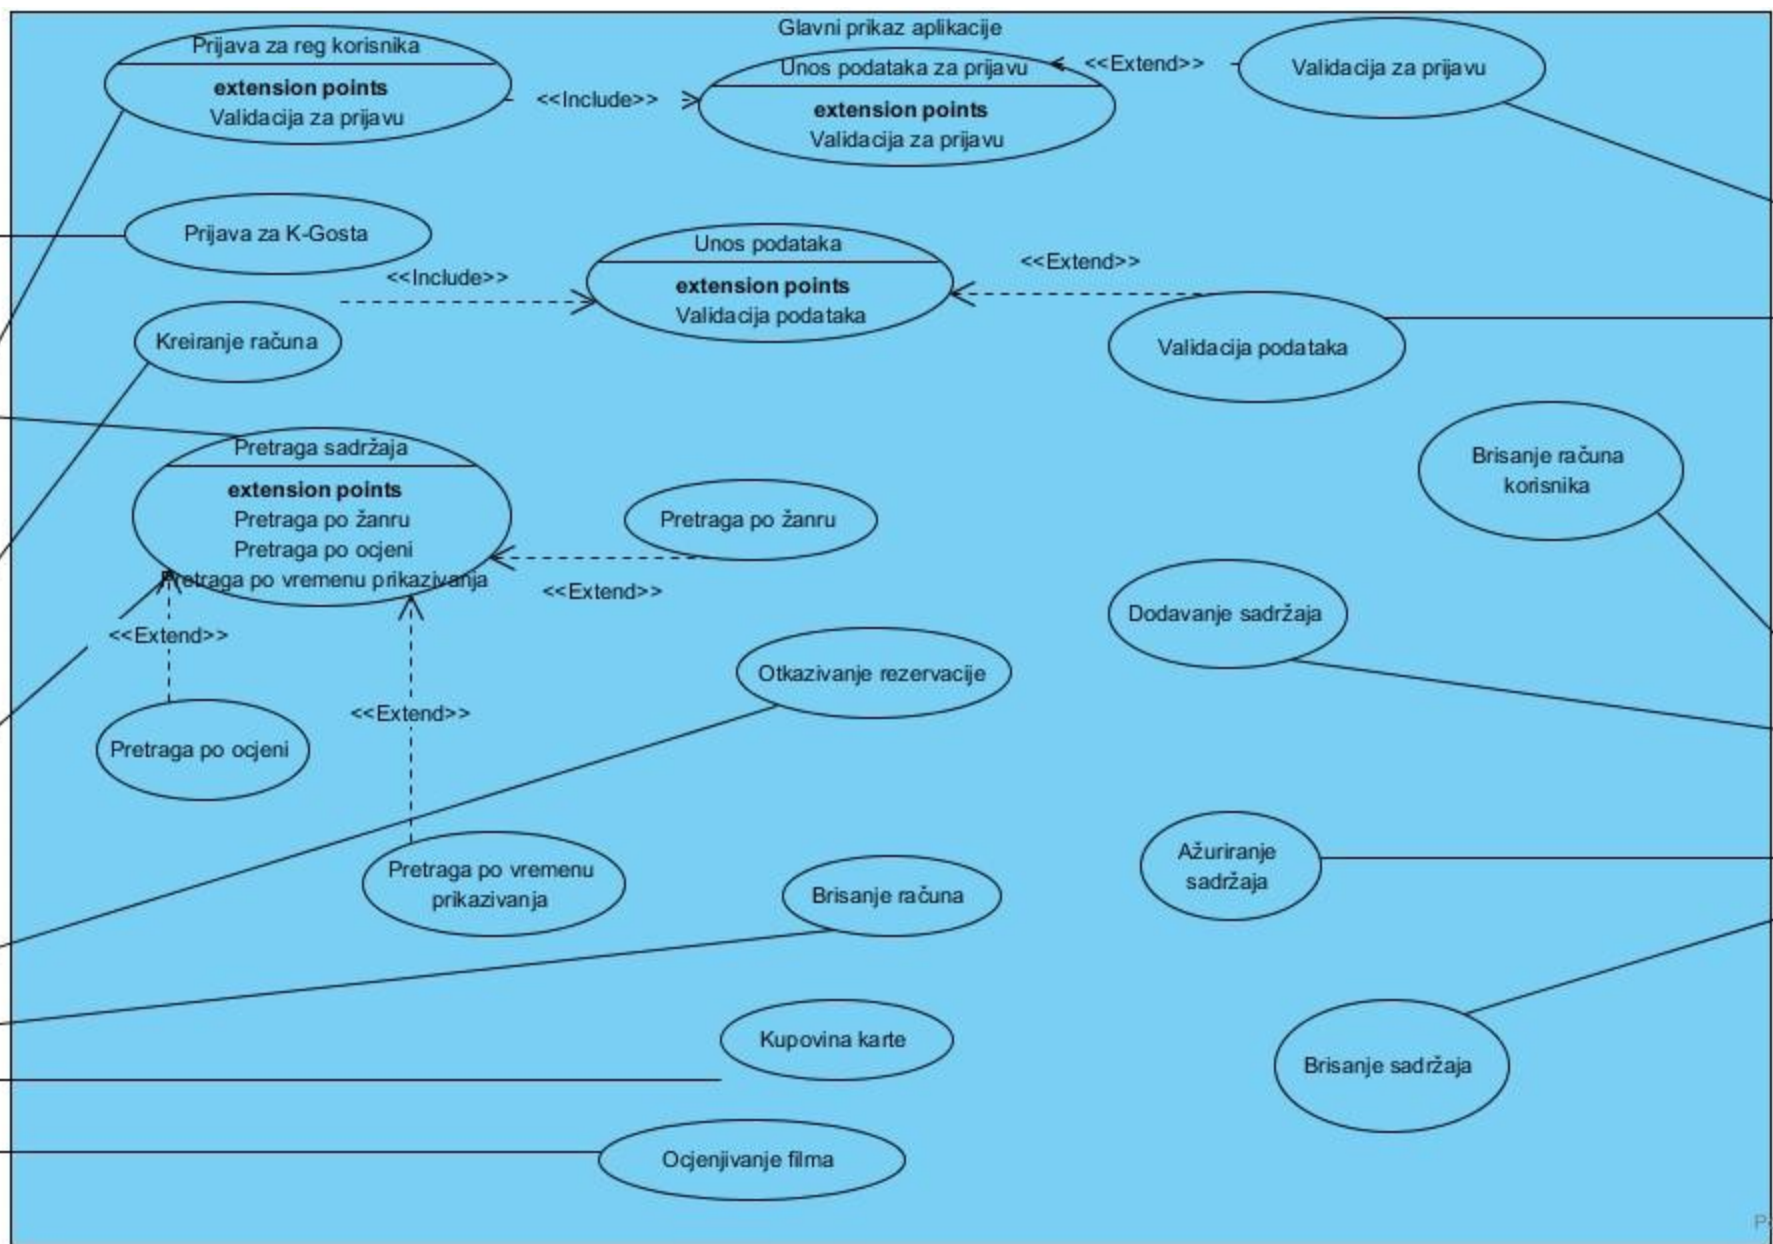 Glavni prikaz aplikacije
Prijava za reg korisnika
extension points
Validacija za prijavu
<<Include>>
Unos podataka za prijavu
extension points
Validacija za prijavu
<<Extend>>
Validacija za prijavu
Prijava za K-Gosta
<<Include>>
Unos podataka
extension points
Validacija podataka
<<Extend>>
Validacija podataka
Kreiranje računa
Pretraga sadržaja
extension points
Pretraga po žanru
Pretraga po ocjeni
Pretraga po vremenu prikazivanja
Pretraga po žanru
<<Extend>>
Brisanje računa
korisnika
<<Extend>>
Dodavanje sadržaja
Otkazivanje rezervacije
<<Extend>>
Pretraga po ocjeni
Pretraga po vremenu
prikazivanja
Brisanje računa
Ažuriranje
sadržaja
Kupovina karte
Brisanje sadržaja
Ocjenjivanje filma